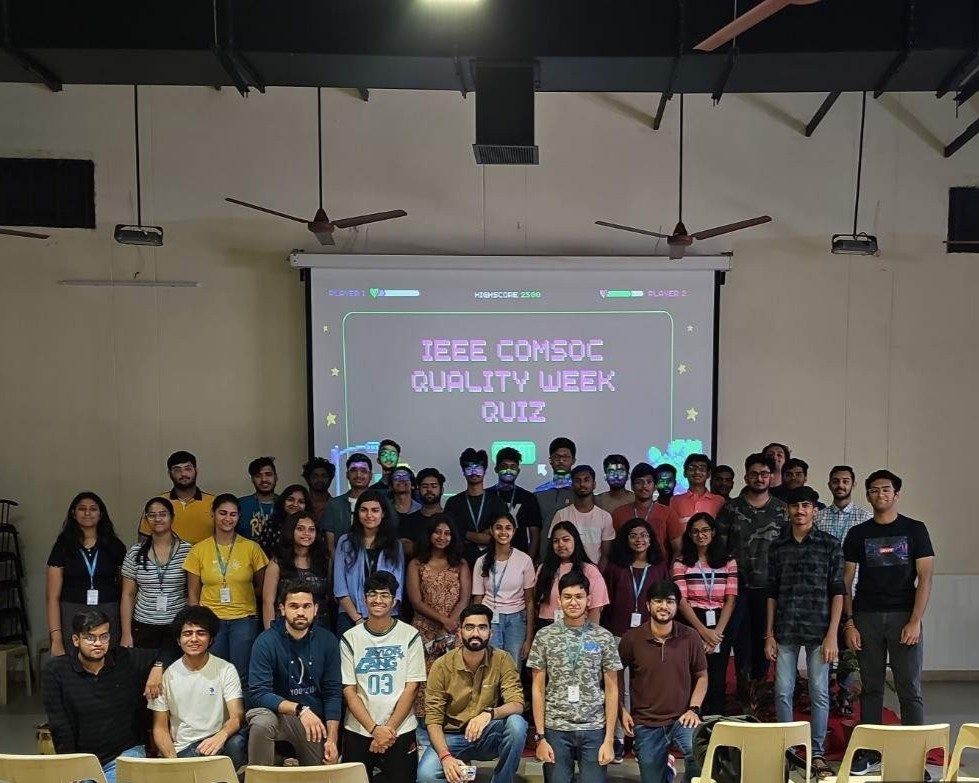 PLAYER 1
HIGHSCORE 2500
PLAYER 2
IEEE COMSOC
QUALITY WEEK
QUIZ
03